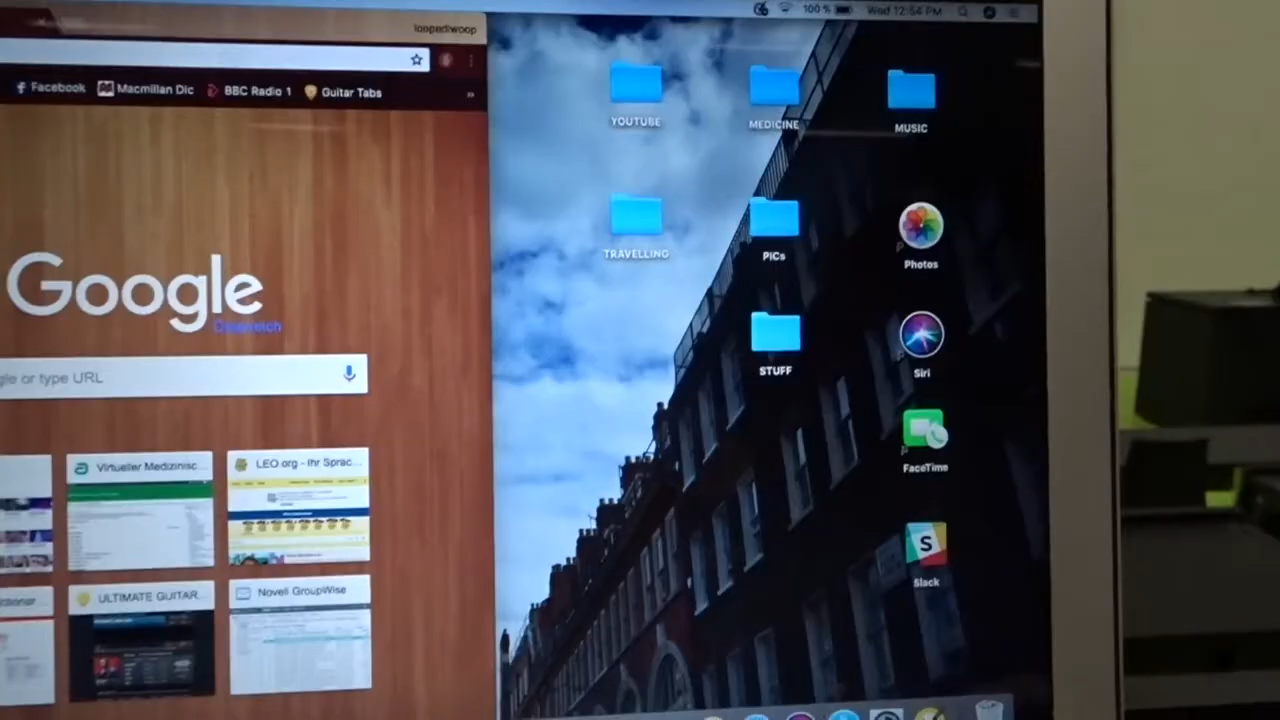 loopediwoop
100 %
Wed 12:54 PM
Facebook
Macmillan Dic
BBC Radio 1
Guitar Tabs
»
YOUTUBE
MEDICINE
MUSIC
TRAVELLING
PICs
Photos
Google
Österreich
gle or type URL
STUFF
Siri
FaceTime
Virtueller Medizinisc...
LEO.org - Ihr Sprac...
S
Slack
ULTIMATE GUITAR...
Novell GroupWise